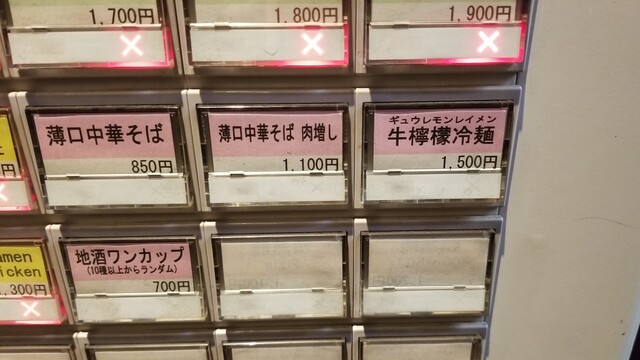 1,700円
1,800円
1,900円
薄口中華そば
850円
薄口中華そば 肉増し
1,100円
ギュウレモンレイメン
牛檸檬冷麺
1,500円
円
amen
icken
,300円
地酒ワンカップ
(10種以上からランダム)
700円